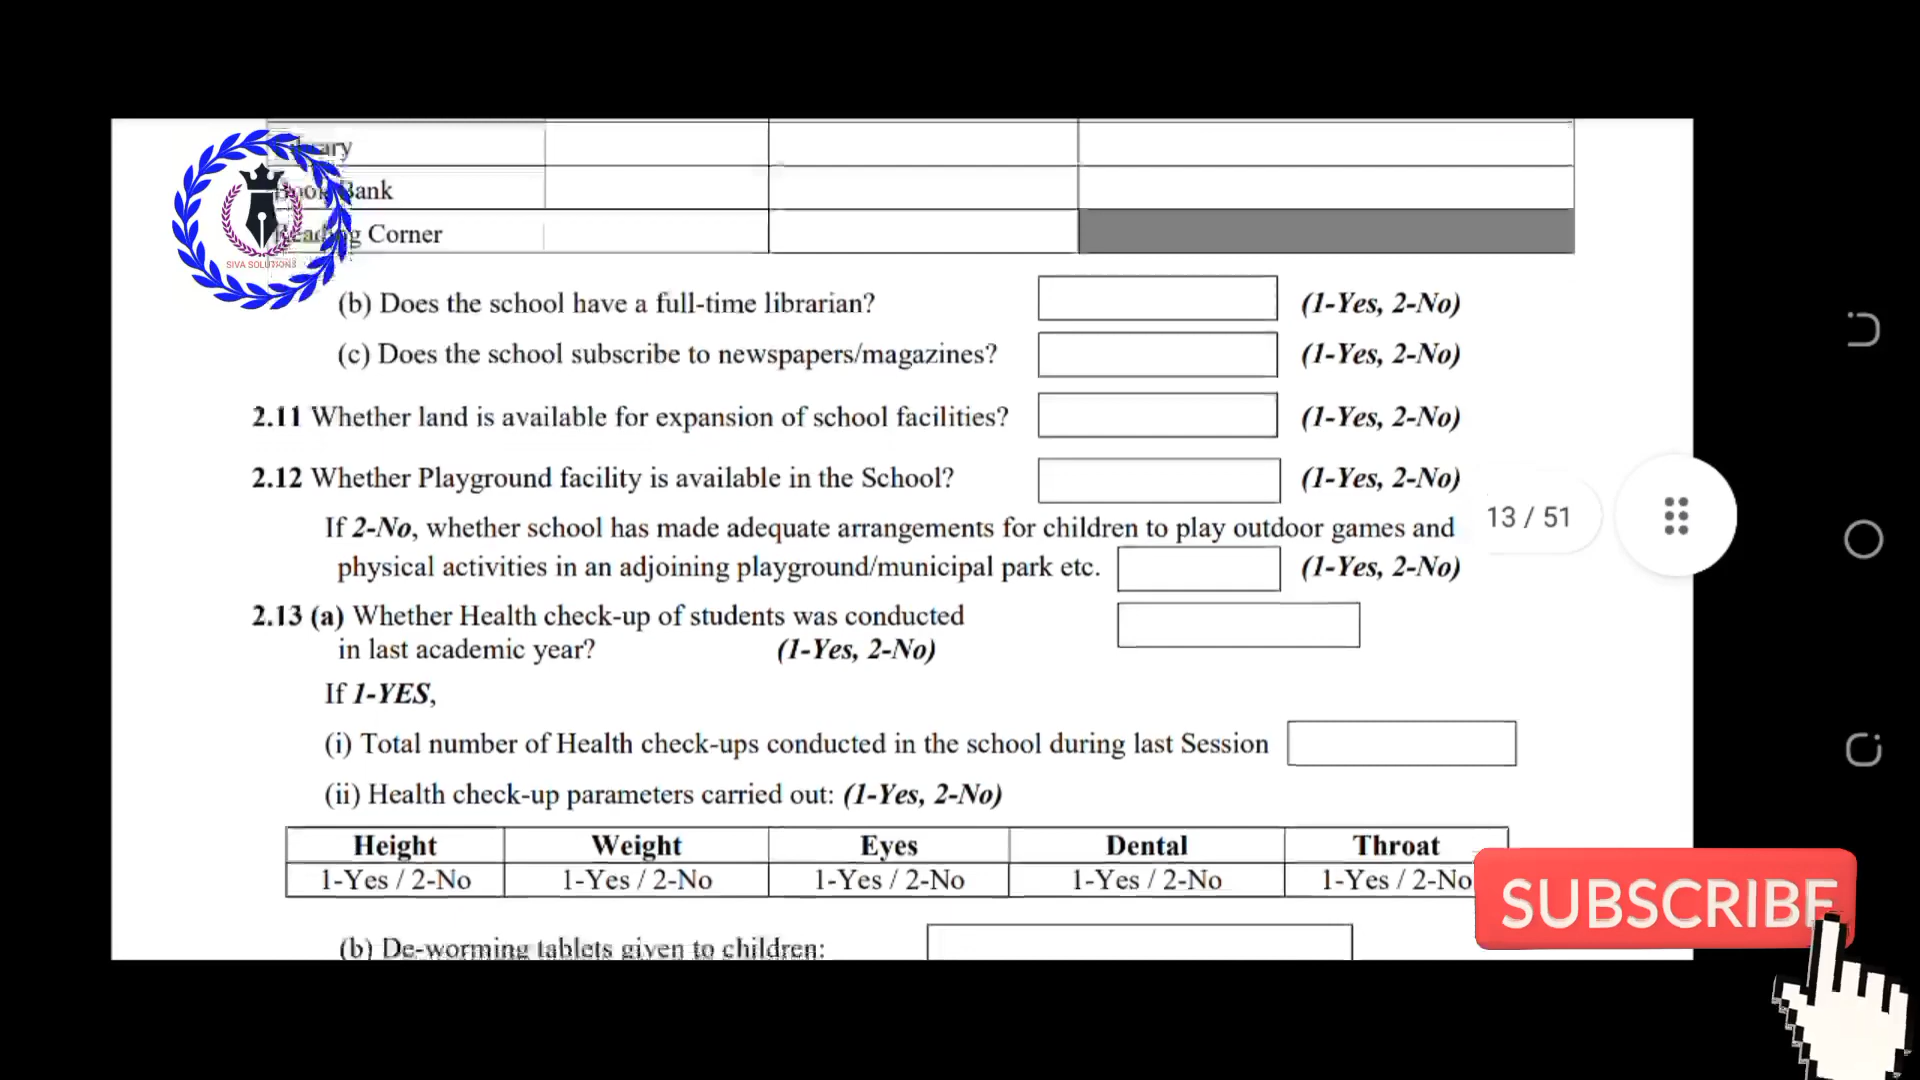 Bank
Corner
SIVA SOLUTIONS
(b) Does the school have a full-time librarian? (1-Yes, 2-No)
(c) Does the school subscribe to newspapers/magazines? (1-Yes, 2-No)
2.11 Whether land is available for expansion of school facilities? (1-Yes, 2-No)
2.12 Whether Playground facility is available in the School? (1-Yes, 2-No)
If 2-No, whether school has made adequate arrangements for children to play outdoor games and
13 / 51
physical activities in an adjoining playground/municipal park etc. (1-Yes, 2-No)
2.13 (a) Whether Health check-up of students was conducted
in last academic year? (1-Yes, 2-No)
If 1-YES,
(i) Total number of Health check-ups conducted in the school during last Session
(ii) Health check-up parameters carried out: (1-Yes, 2-No)
Height Weight Eyes Dental Throat
1-Yes / 2-No 1-Yes / 2-No 1-Yes / 2-No 1-Yes / 2-No 1-Yes / 2-No
SUBSCRIBE
(b) De-worming tablets given to children: